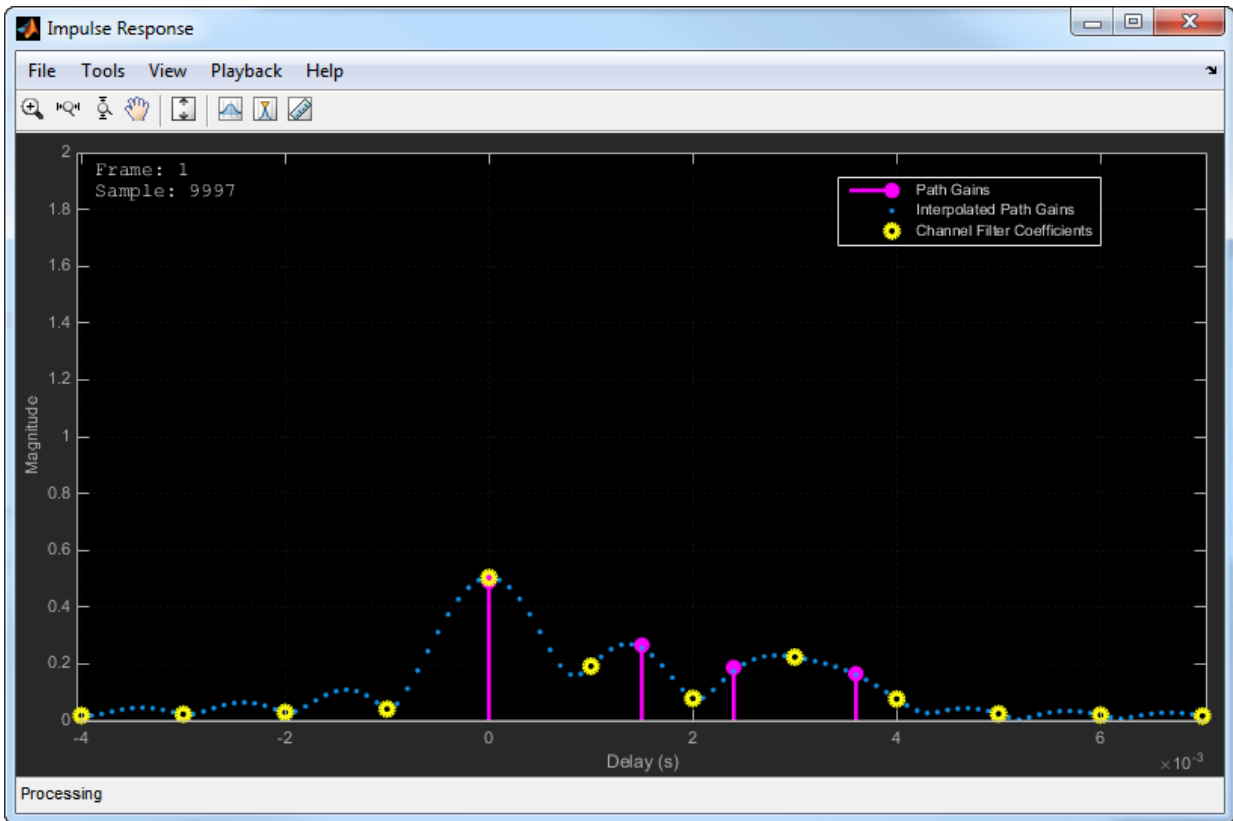 Impulse Response
File Tools View Playback Help
Frame: 1
Sample: 9997
Path Gains
Interpolated Path Gains
Channel Filter Coefficients
2
1.8
1.6
1.4
1.2
1
0.8
0.6
0.4
0.2
0
Magnitude
-4 -2 0 2 4 6
Delay (s)
×10⁻³
Processing